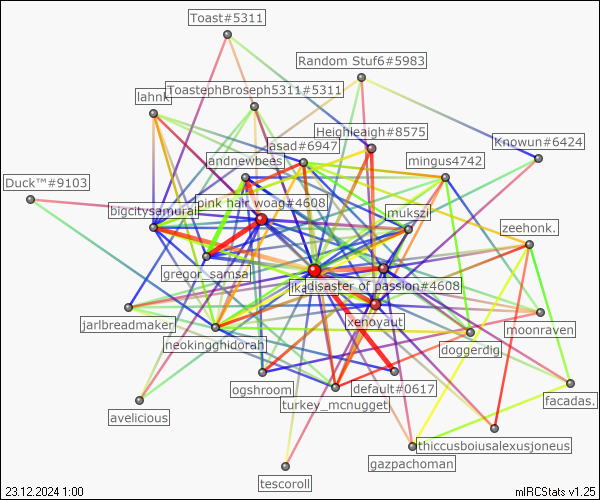 Toast#5311
Random Stuf6#5983
ToastephBroseph5311#5311
lahnk
Heighleaigh#8575
Knowun#6424
asad#6947
andnewbees
mingus4742
Duck™#9103
pink hair woag#4608
bigcitysamurai
mukszi
zeehonk.
gregor_samsa
disaster of passion#4608
jarlbreadmaker
xenoyaut
moonraven
neokingghidorah
doggerdig
ogshroom
default#0617
turkey_mcnugget
facadas.
avelicious
thiccusboiusalexusjoneus
gazpachoman
tescoroll
23.12.2024 1:00
mIRCStats v1.25